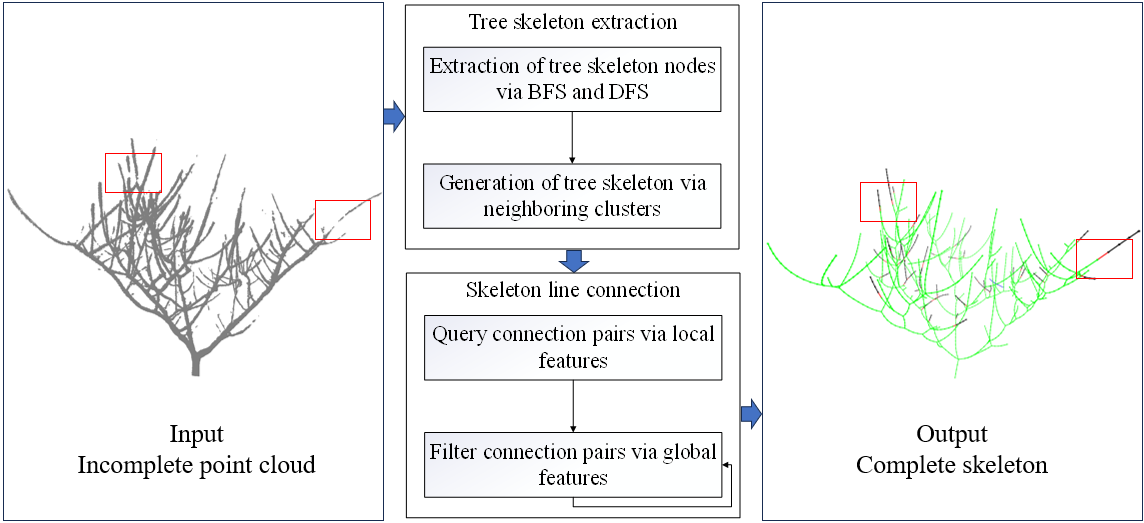 Input
Incomplete point cloud
Tree skeleton extraction
Extraction of tree skeleton nodes
via BFS and DFS
Generation of tree skeleton via
neighboring clusters
Skeleton line connection
Query connection pairs via local
features
Filter connection pairs via global
features
Output
Complete skeleton